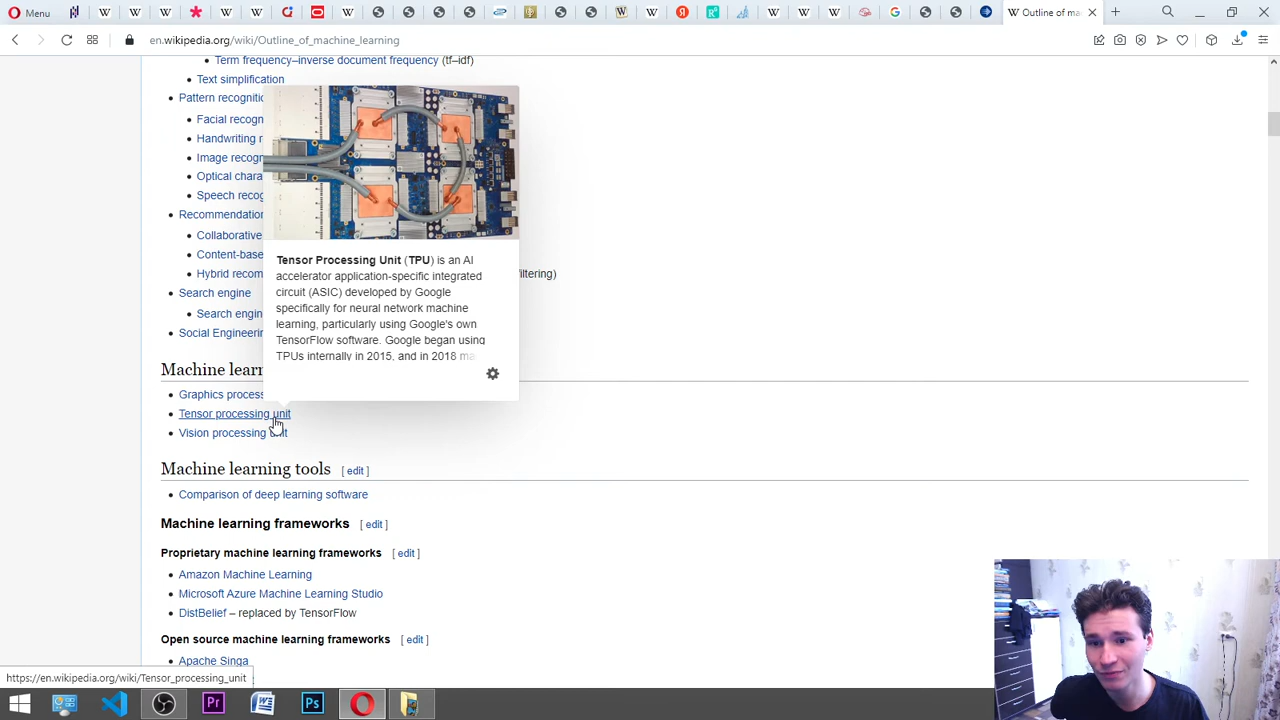 Menu
Outline of ma
en.wikipedia.org/wiki/Outline_of_machine_learning
Term frequency–inverse document frequency (tf–idf)
Text simplification
Pattern recognitic
Facial recogn
Handwriting r
Image recogn
Optical chara
Speech recog
Recommendation
Collaborative
Content-base
Hybrid recom
iltering)
Search engine
Search engin
Social Engineerin
Tensor Processing Unit (TPU) is an AI
accelerator application-specific integrated
circuit (ASIC) developed by Google
specifically for neural network machine
learning, particularly using Google's own
TensorFlow software. Google began using
TPUs internally in 2015, and in 2018 ma
Machine learn
Graphics process
Tensor processing unit
Vision processing unit
Machine learning tools [ edit ]
Comparison of deep learning software
Machine learning frameworks [ edit ]
Proprietary machine learning frameworks [ edit ]
Amazon Machine Learning
Microsoft Azure Machine Learning Studio
DistBelief – replaced by TensorFlow
Open source machine learning frameworks [ edit ]
Apache Singa
https://en.wikipedia.org/wiki/Tensor_processing_unit
Pr
Ps